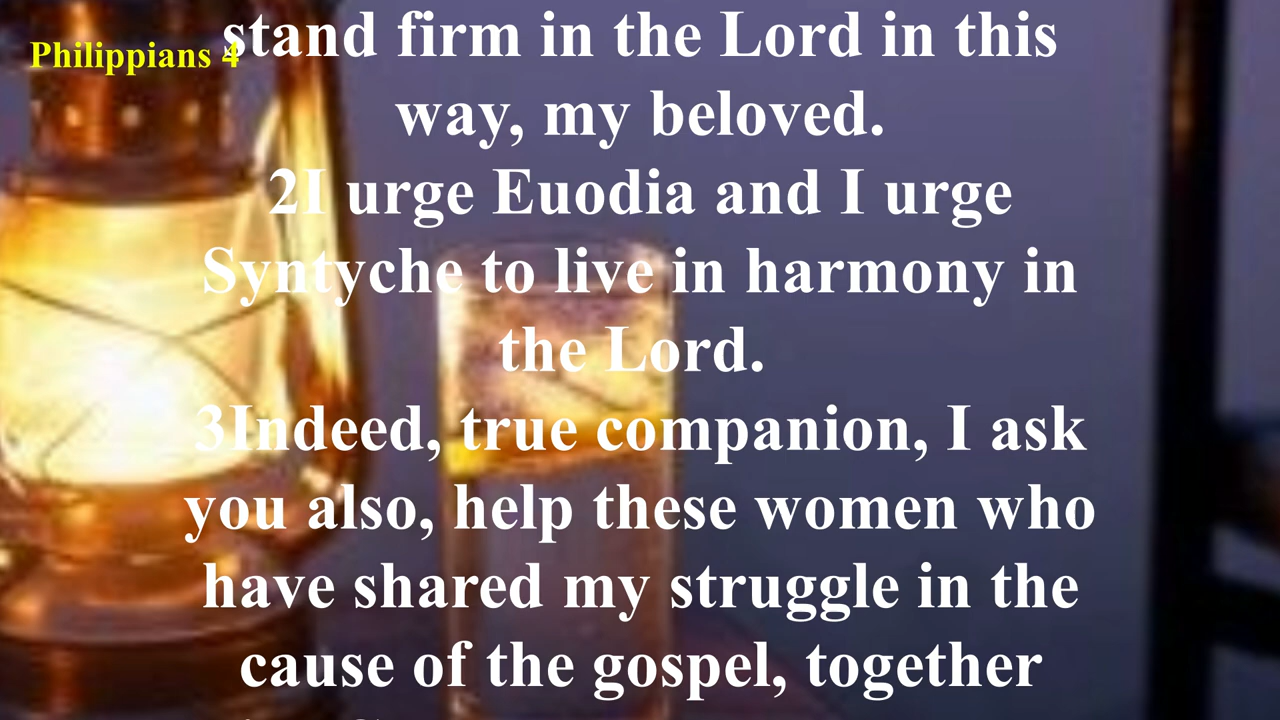 Philippians 4
stand firm in the Lord in this
way, my beloved.
2I urge Euodia and I urge
Syntyche to live in harmony in
the Lord.
3Indeed, true companion, I ask
you also, help these women who
have shared my struggle in the
cause of the gospel, together